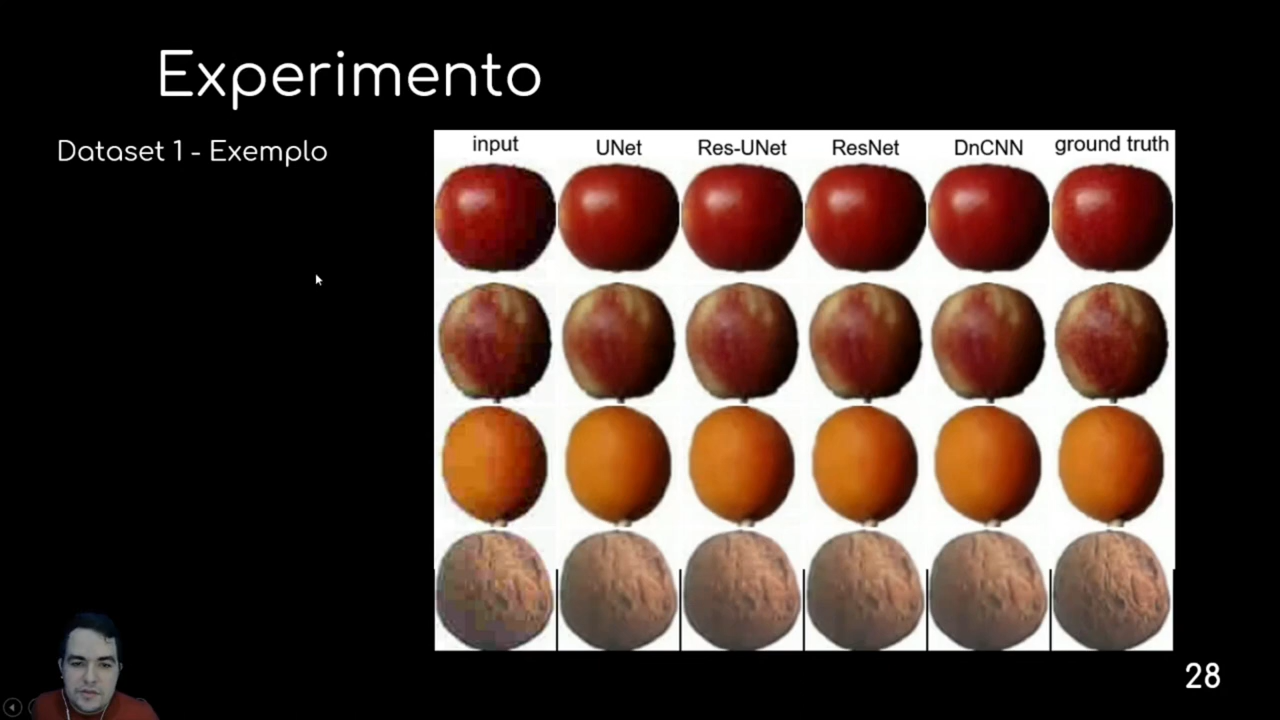 Experimento
Dataset 1 - Exemplo
input UNet Res-UNet ResNet DnCNN ground truth
28